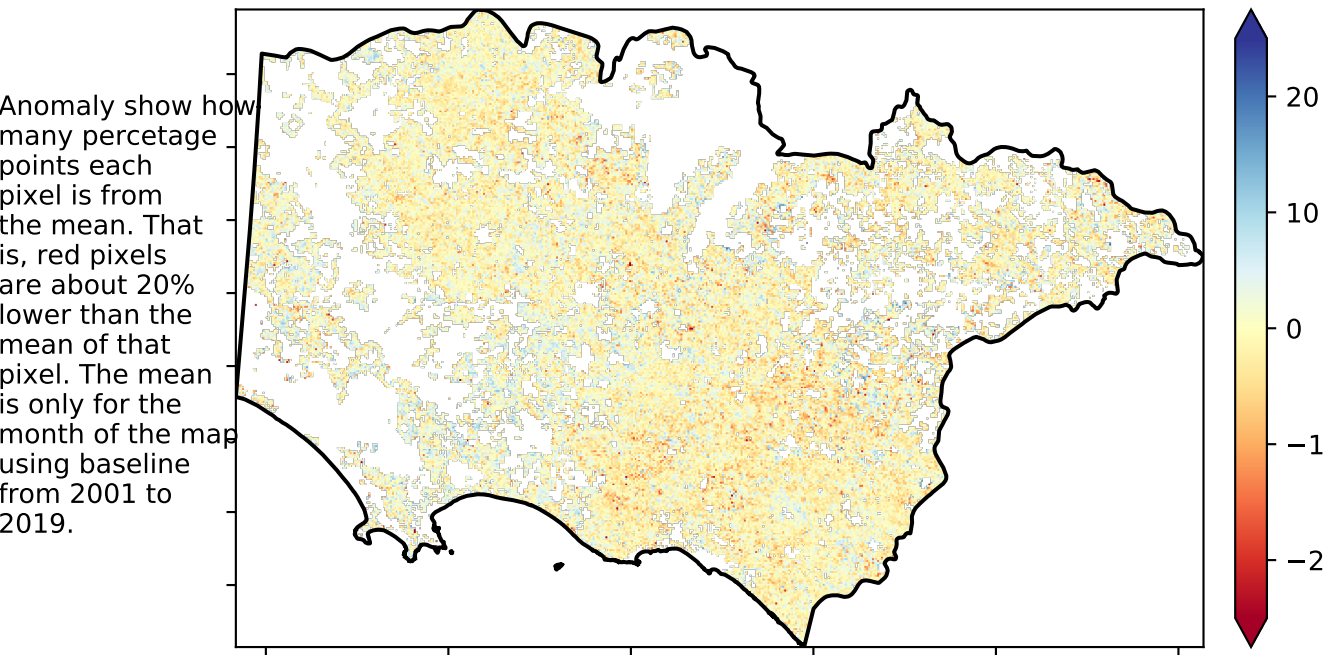 Anomaly show how
many percetage
points each
pixel is from
the mean. That
is, red pixels
are about 20%
lower than the
mean of that
pixel. The mean
is only for the
month of the map
using baseline
from 2001 to
2019.
20
10
0
−1
−2